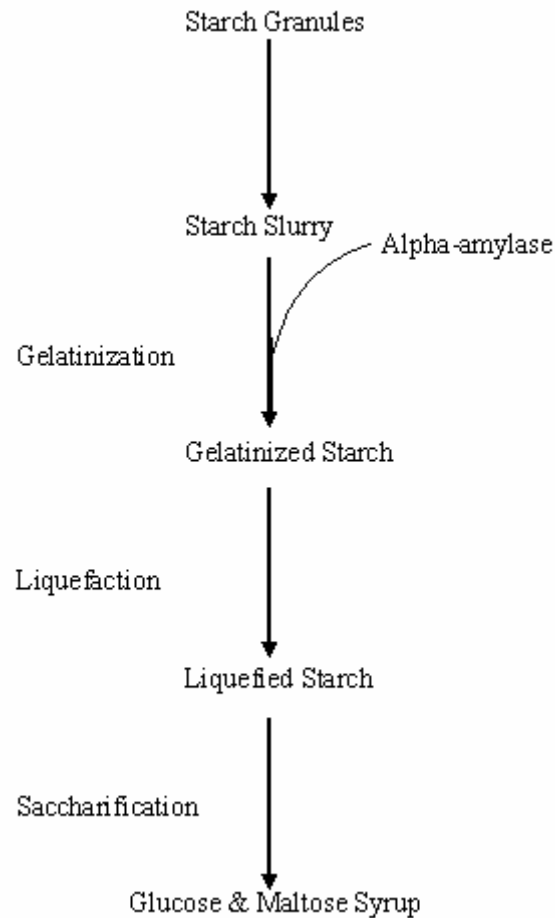 Starch Granules
Starch Slurry
Alpha-amylase
Gelatinization
Gelatinized Starch
Liquefaction
Liquefied Starch
Saccharification
Glucose & Maltose Syrup